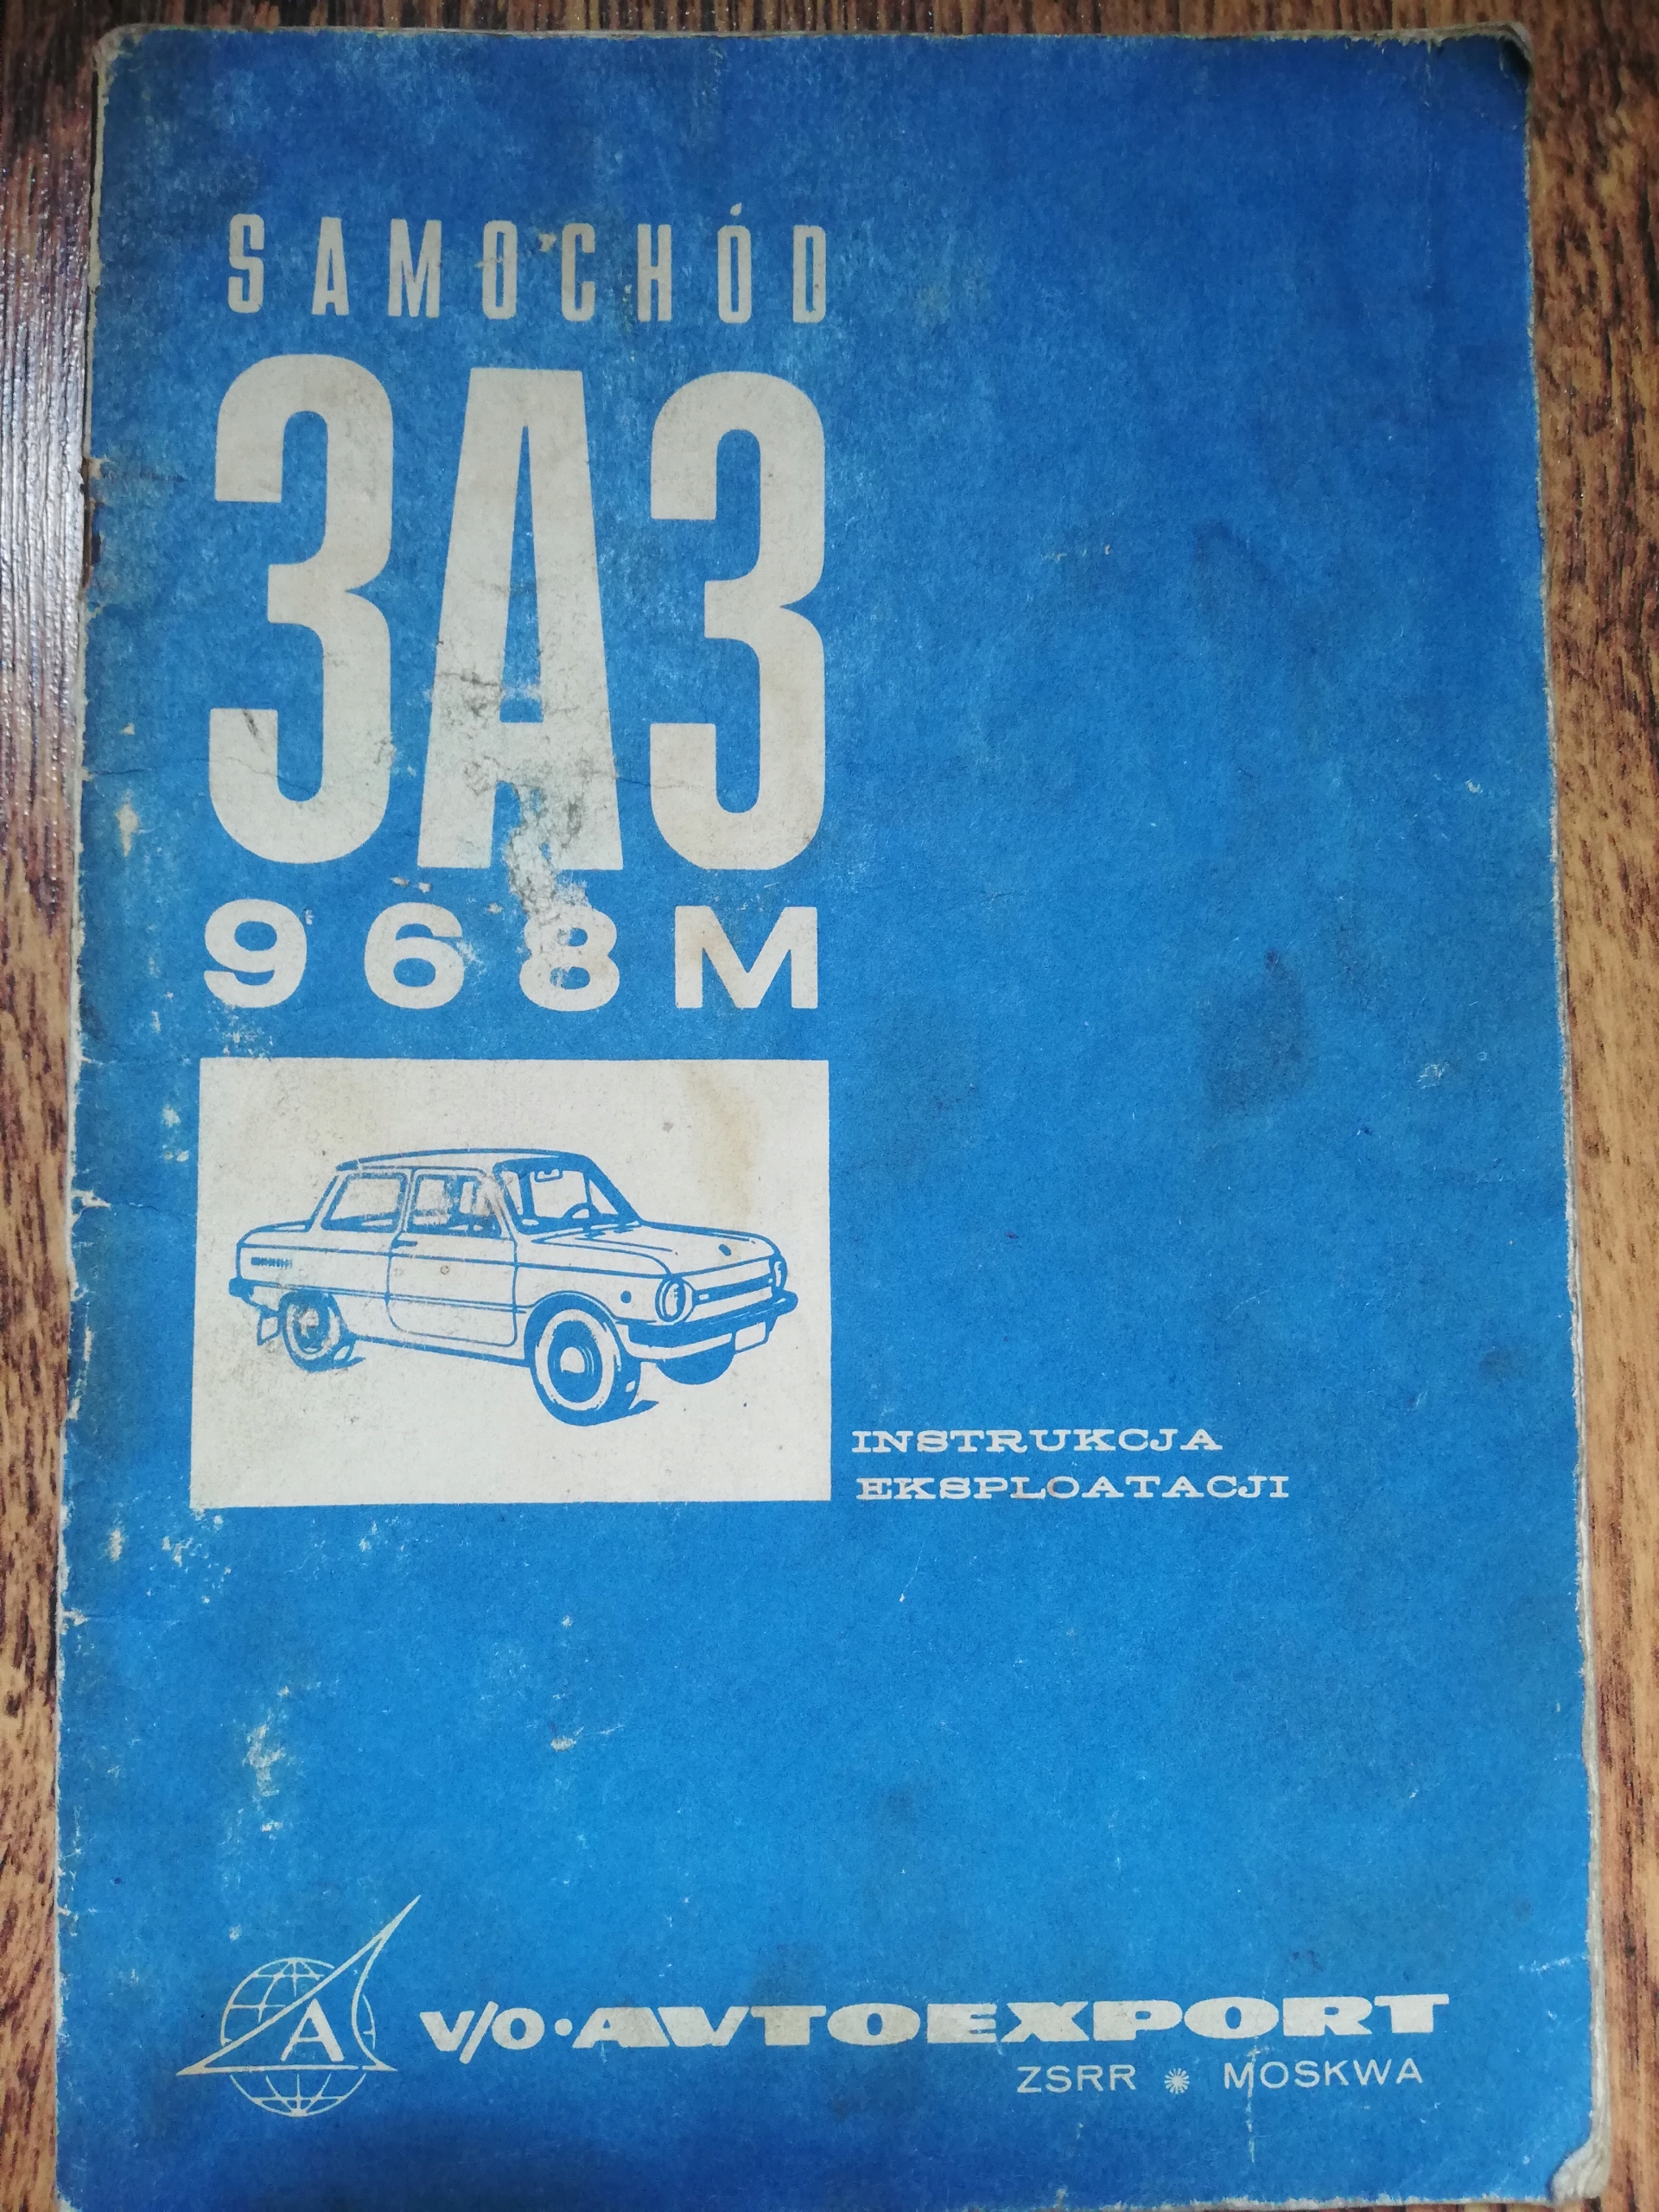 SAMOCHÓD
ЗАЗ
968M
INSTRUKCJA
EKSPLOATACJI
A
V/O·AVTOEXPORT
ZSRR * MOSKWA